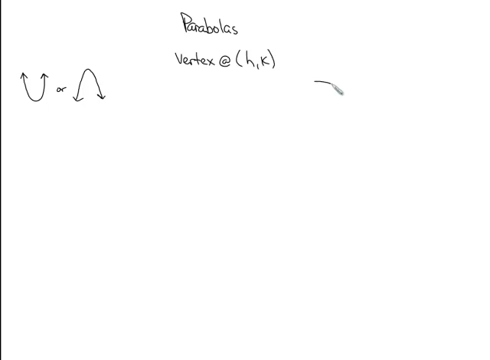 Parabolas
Vertex @ (h,k)
or